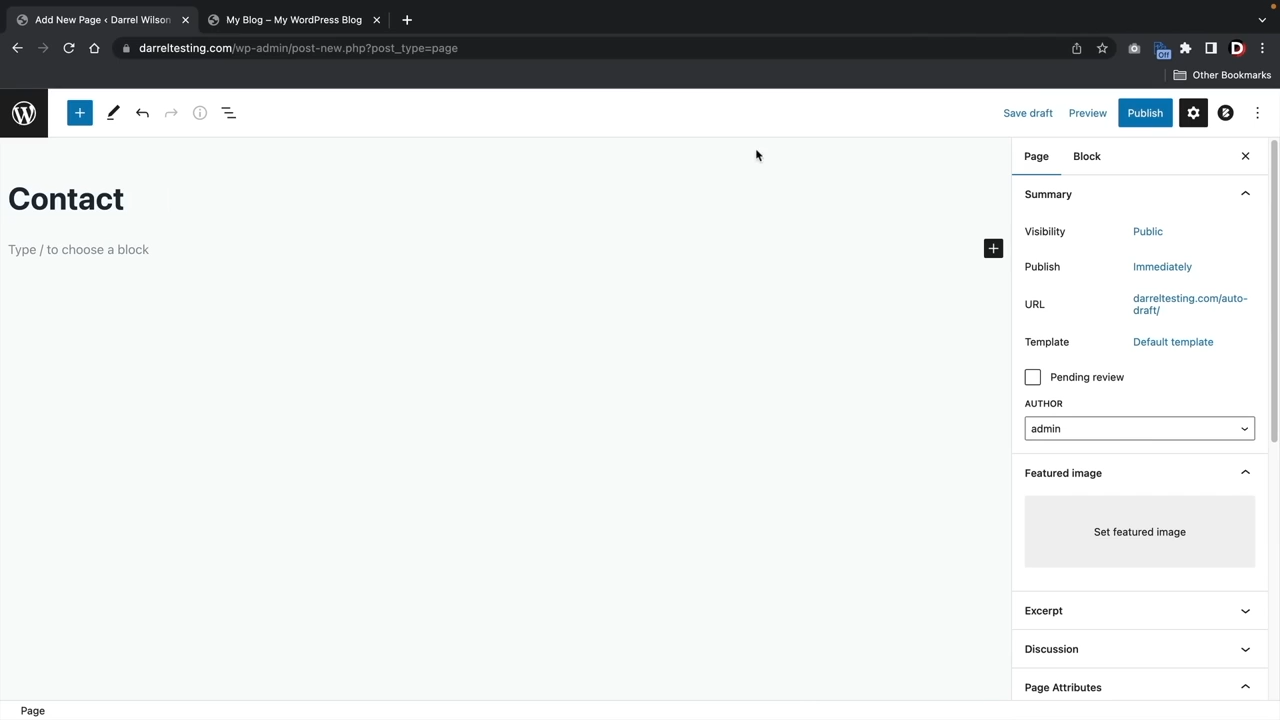 Add New Page ‹ Darrel Wilson
My Blog – My WordPress Blog
darreltesting.com/wp-admin/post-new.php?post_type=page
Off
D
Other Bookmarks
Save draft
Preview
Publish
Page
Block
Contact
Summary
Type / to choose a block
Visibility
Public
Publish
Immediately
URL
darreltesting.com/auto-
draft/
Template
Default template
Pending review
AUTHOR
admin
Featured image
Set featured image
Excerpt
Discussion
Page Attributes
Page